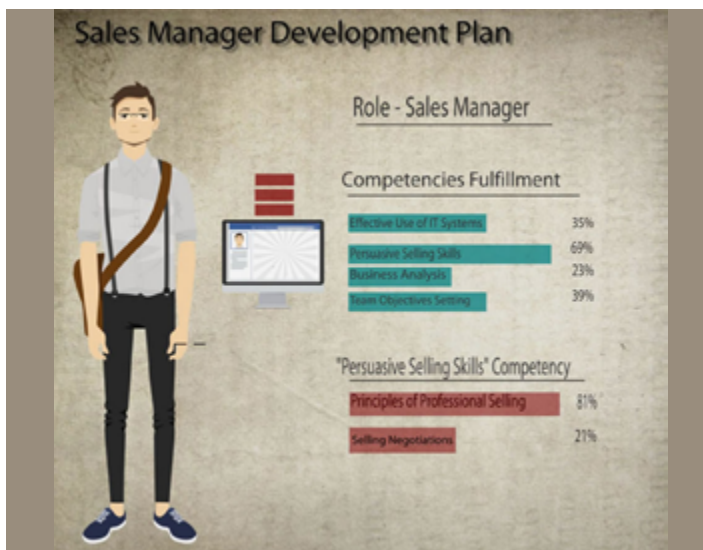 Sales Manager Development Plan
Role - Sales Manager
Competencies Fulfillment
Effective Use of IT Systems 35%
Persuasive Selling Skills 69%
Business Analysis 23%
Team Objectives Setting 39%
"Persuasive Selling Skills" Competency
Principles of Professional Selling 81%
Selling Negotiations 21%